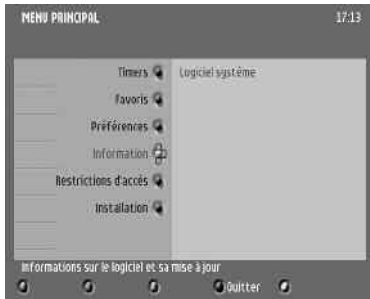 MENU PRINCIPAL 17:13
Timers Logiciel système
Favoris
Préférences
Information
Restrictions d'accès
Installation
Informations sur le logiciel et sa mise à jour
Quitter